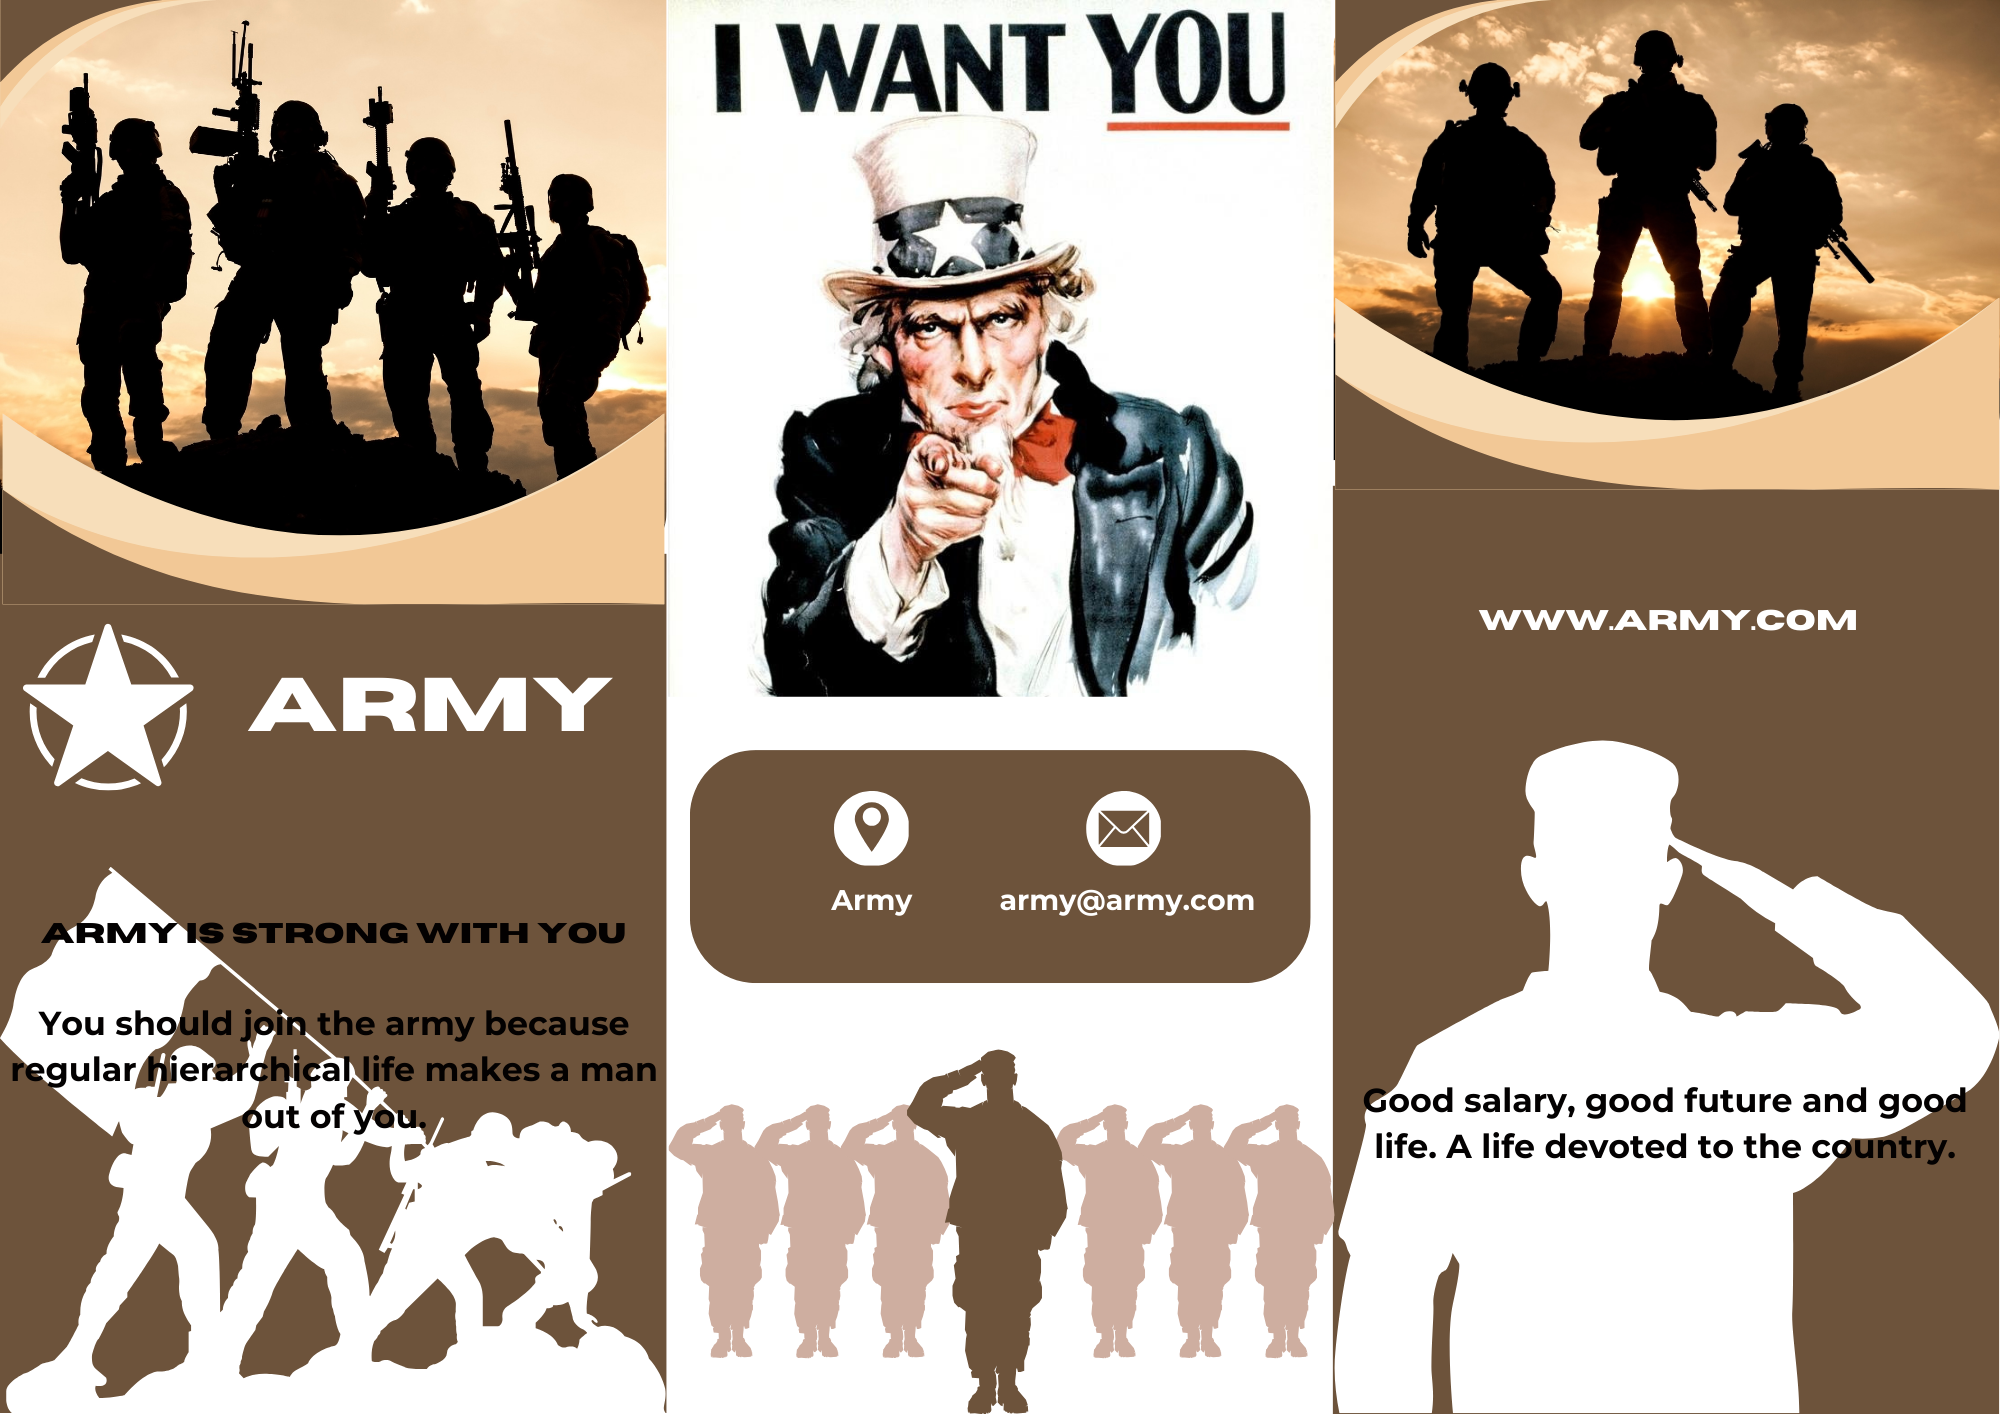 ARMY
ARMY IS STRONG WITH YOU
You should join the army because
regular hierarchical life makes a man
out of you.
I WANT YOU
Army
army@army.com
WWW.ARMY.COM
Good salary, good future and good
life. A life devoted to the country.